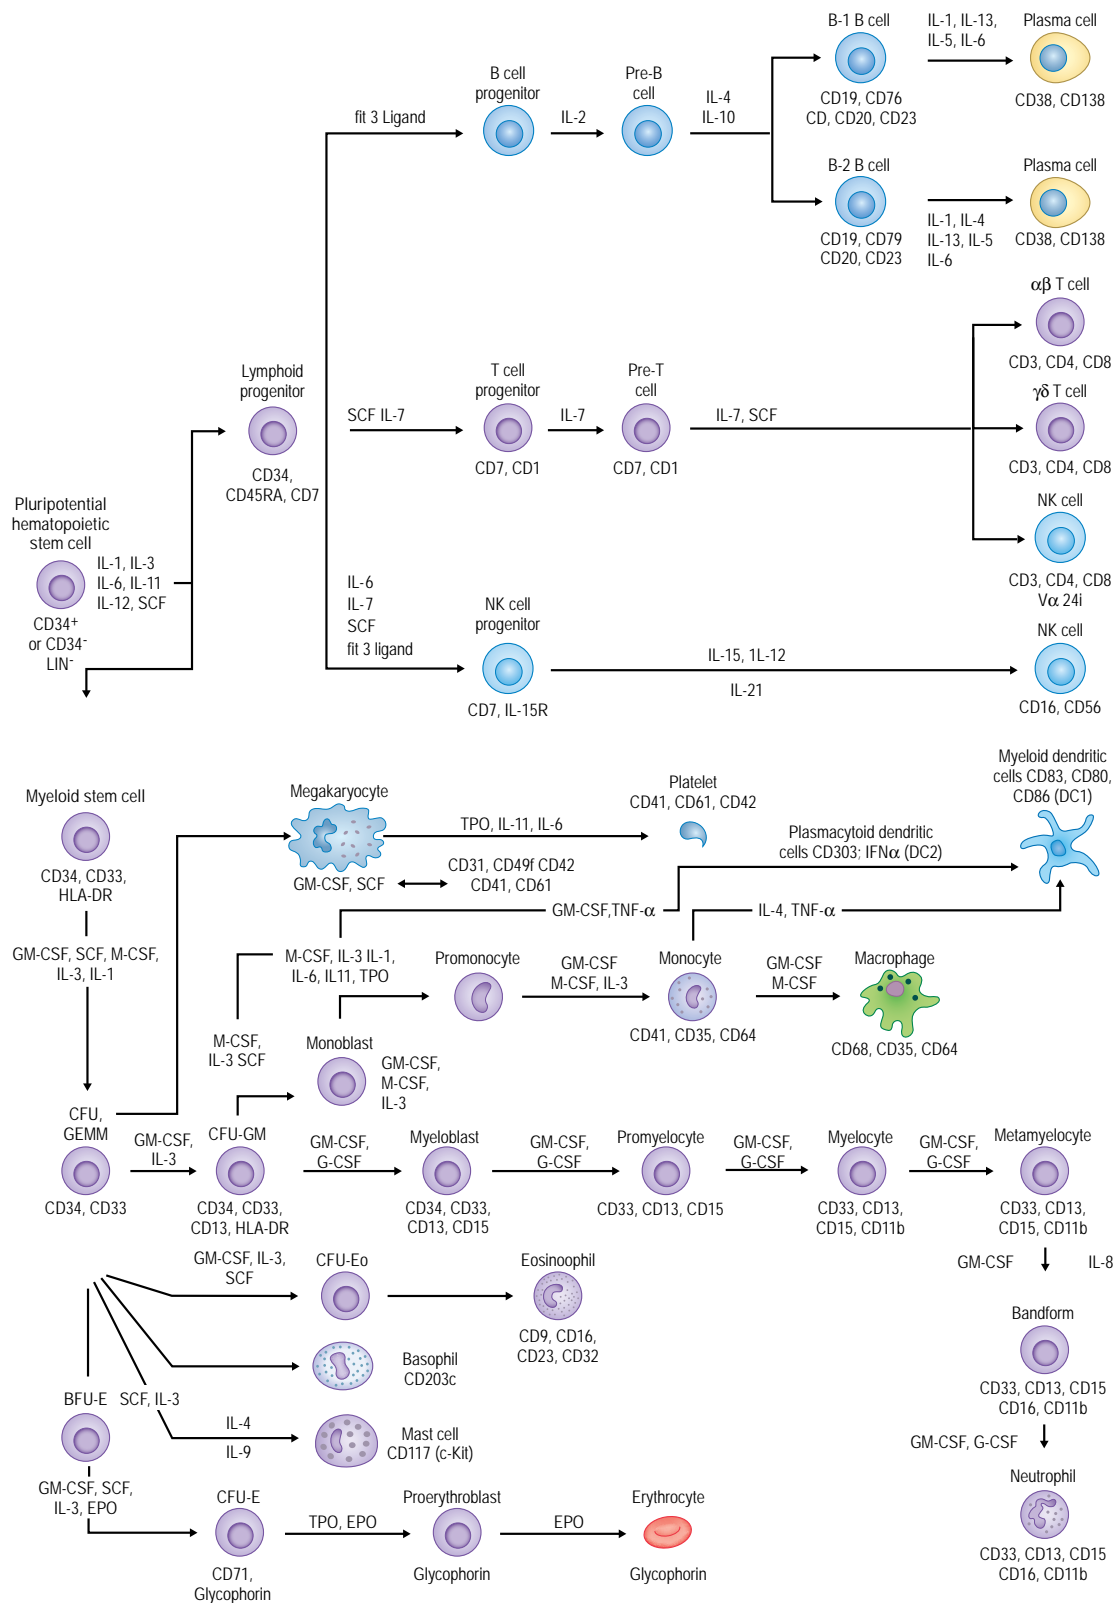 B-1 B cell
IL-1, IL-13,
IL-5, IL-6
Plasma cell
B cell
progenitor
Pre-B
cell
fit 3 Ligand
IL-2
IL-4
IL-10
CD19, CD76
CD, CD20, CD23
CD38, CD138
B-2 B cell
Plasma cell
CD19, CD79
CD20, CD23
IL-1, IL-4
IL-13, IL-5
IL-6
CD38, CD138
αβ T cell
CD3, CD4, CD8
Lymphoid
progenitor
T cell
progenitor
Pre-T
cell
γδ T cell
SCF IL-7
IL-7
IL-7, SCF
CD34,
CD45RA, CD7
CD7, CD1
CD7, CD1
CD3, CD4, CD8
Pluripotential
hematopoietic
stem cell
IL-1, IL-3
IL-6, IL-11
IL-12, SCF
CD34+
or CD34-
LIN-
NK cell
CD3, CD4, CD8
Vα 24i
IL-6
IL-7
SCF
fit 3 ligand
NK cell
progenitor
IL-15, 1L-12
IL-21
NK cell
CD7, IL-15R
CD16, CD56
Myeloid stem cell
CD34, CD33,
HLA-DR
Megakaryocyte
GM-CSF, SCF
TPO, IL-11, IL-6
CD31, CD49f CD42
CD41, CD61
Platelet
CD41, CD61, CD42
Myeloid dendritic
cells CD83, CD80,
CD86 (DC1)
Plasmacytoid dendritic
cells CD303; IFNα (DC2)
GM-CSF,TNF-α
IL-4, TNF-α
GM-CSF, SCF, M-CSF,
IL-3, IL-1
M-CSF, IL-3 IL-1,
IL-6, IL11, TPO
Promonocyte
GM-CSF
M-CSF, IL-3
Monocyte
CD41, CD35, CD64
GM-CSF
M-CSF
Macrophage
CD68, CD35, CD64
M-CSF,
IL-3 SCF
Monoblast
GM-CSF,
M-CSF,
IL-3
CFU,
GEMM
CD34, CD33
GM-CSF,
IL-3
CFU-GM
CD34, CD33,
CD13, HLA-DR
GM-CSF,
G-CSF
Myeloblast
CD34, CD33,
CD13, CD15
GM-CSF,
G-CSF
Promyelocyte
CD33, CD13, CD15
GM-CSF,
G-CSF
Myelocyte
CD33, CD13,
CD15, CD11b
GM-CSF,
G-CSF
Metamyelocyte
CD33, CD13,
CD15, CD11b
GM-CSF
IL-8
GM-CSF, IL-3,
SCF
CFU-Eo
Eosinoophil
CD9, CD16,
CD23, CD32
Basophil
CD203c
SCF, IL-3
IL-4
IL-9
Mast cell
CD117 (c-Kit)
Bandform
CD33, CD13, CD15
CD16, CD11b
GM-CSF, G-CSF
Neutrophil
CD33, CD13, CD15
CD16, CD11b
BFU-E
GM-CSF, SCF,
IL-3, EPO
CFU-E
CD71,
Glycophorin
TPO, EPO
Proerythroblast
Glycophorin
EPO
Erythrocyte
Glycophorin